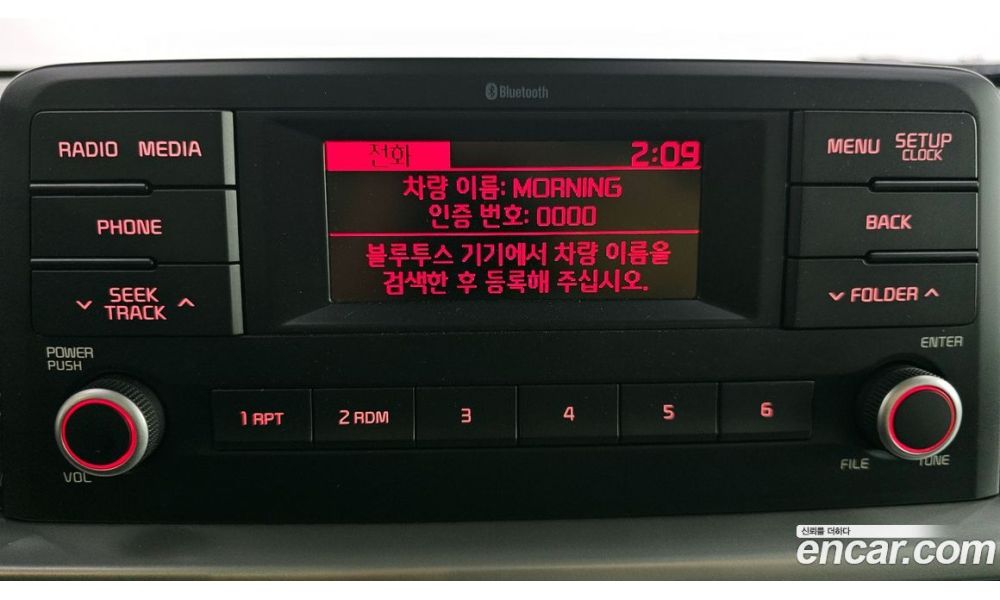 Bluetooth
RADIO MEDIA
PHONE
SEEK
TRACK
POWER
PUSH
VOL
전화 2:09
차량 이름: MORNING
인증 번호: 0000
블루투스 기기에서 차량 이름을
검색한 후 등록해 주십시오.
MENU SETUP
CLOCK
BACK
FOLDER
ENTER
FILE TUNE
1 RPT 2 RDM 3 4 5 6
신뢰를 더하다
encar.com